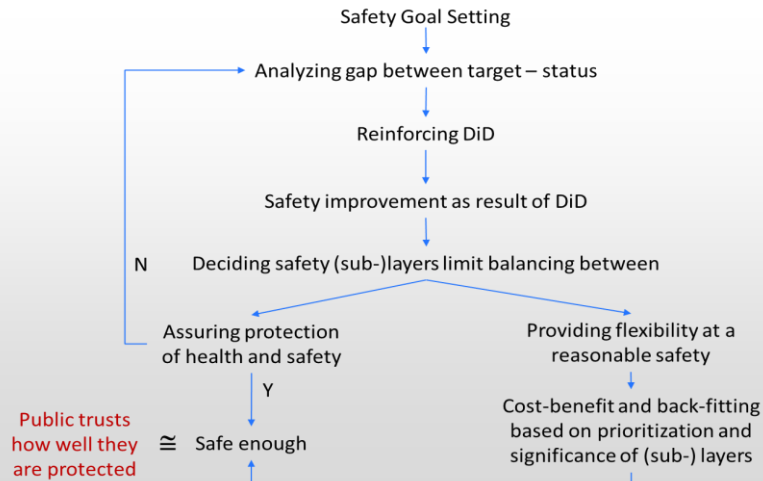 Safety Goal Setting
Analyzing gap between target – status
Reinforcing DiD
Safety improvement as result of DiD
N
Deciding safety (sub-)layers limit balancing between
Assuring protection
of health and safety
Providing flexibility at a
reasonable safety
Y
Cost-benefit and back-fitting
based on prioritization and
significance of (sub-) layers
Public trusts
how well they
are protected
≅
Safe enough